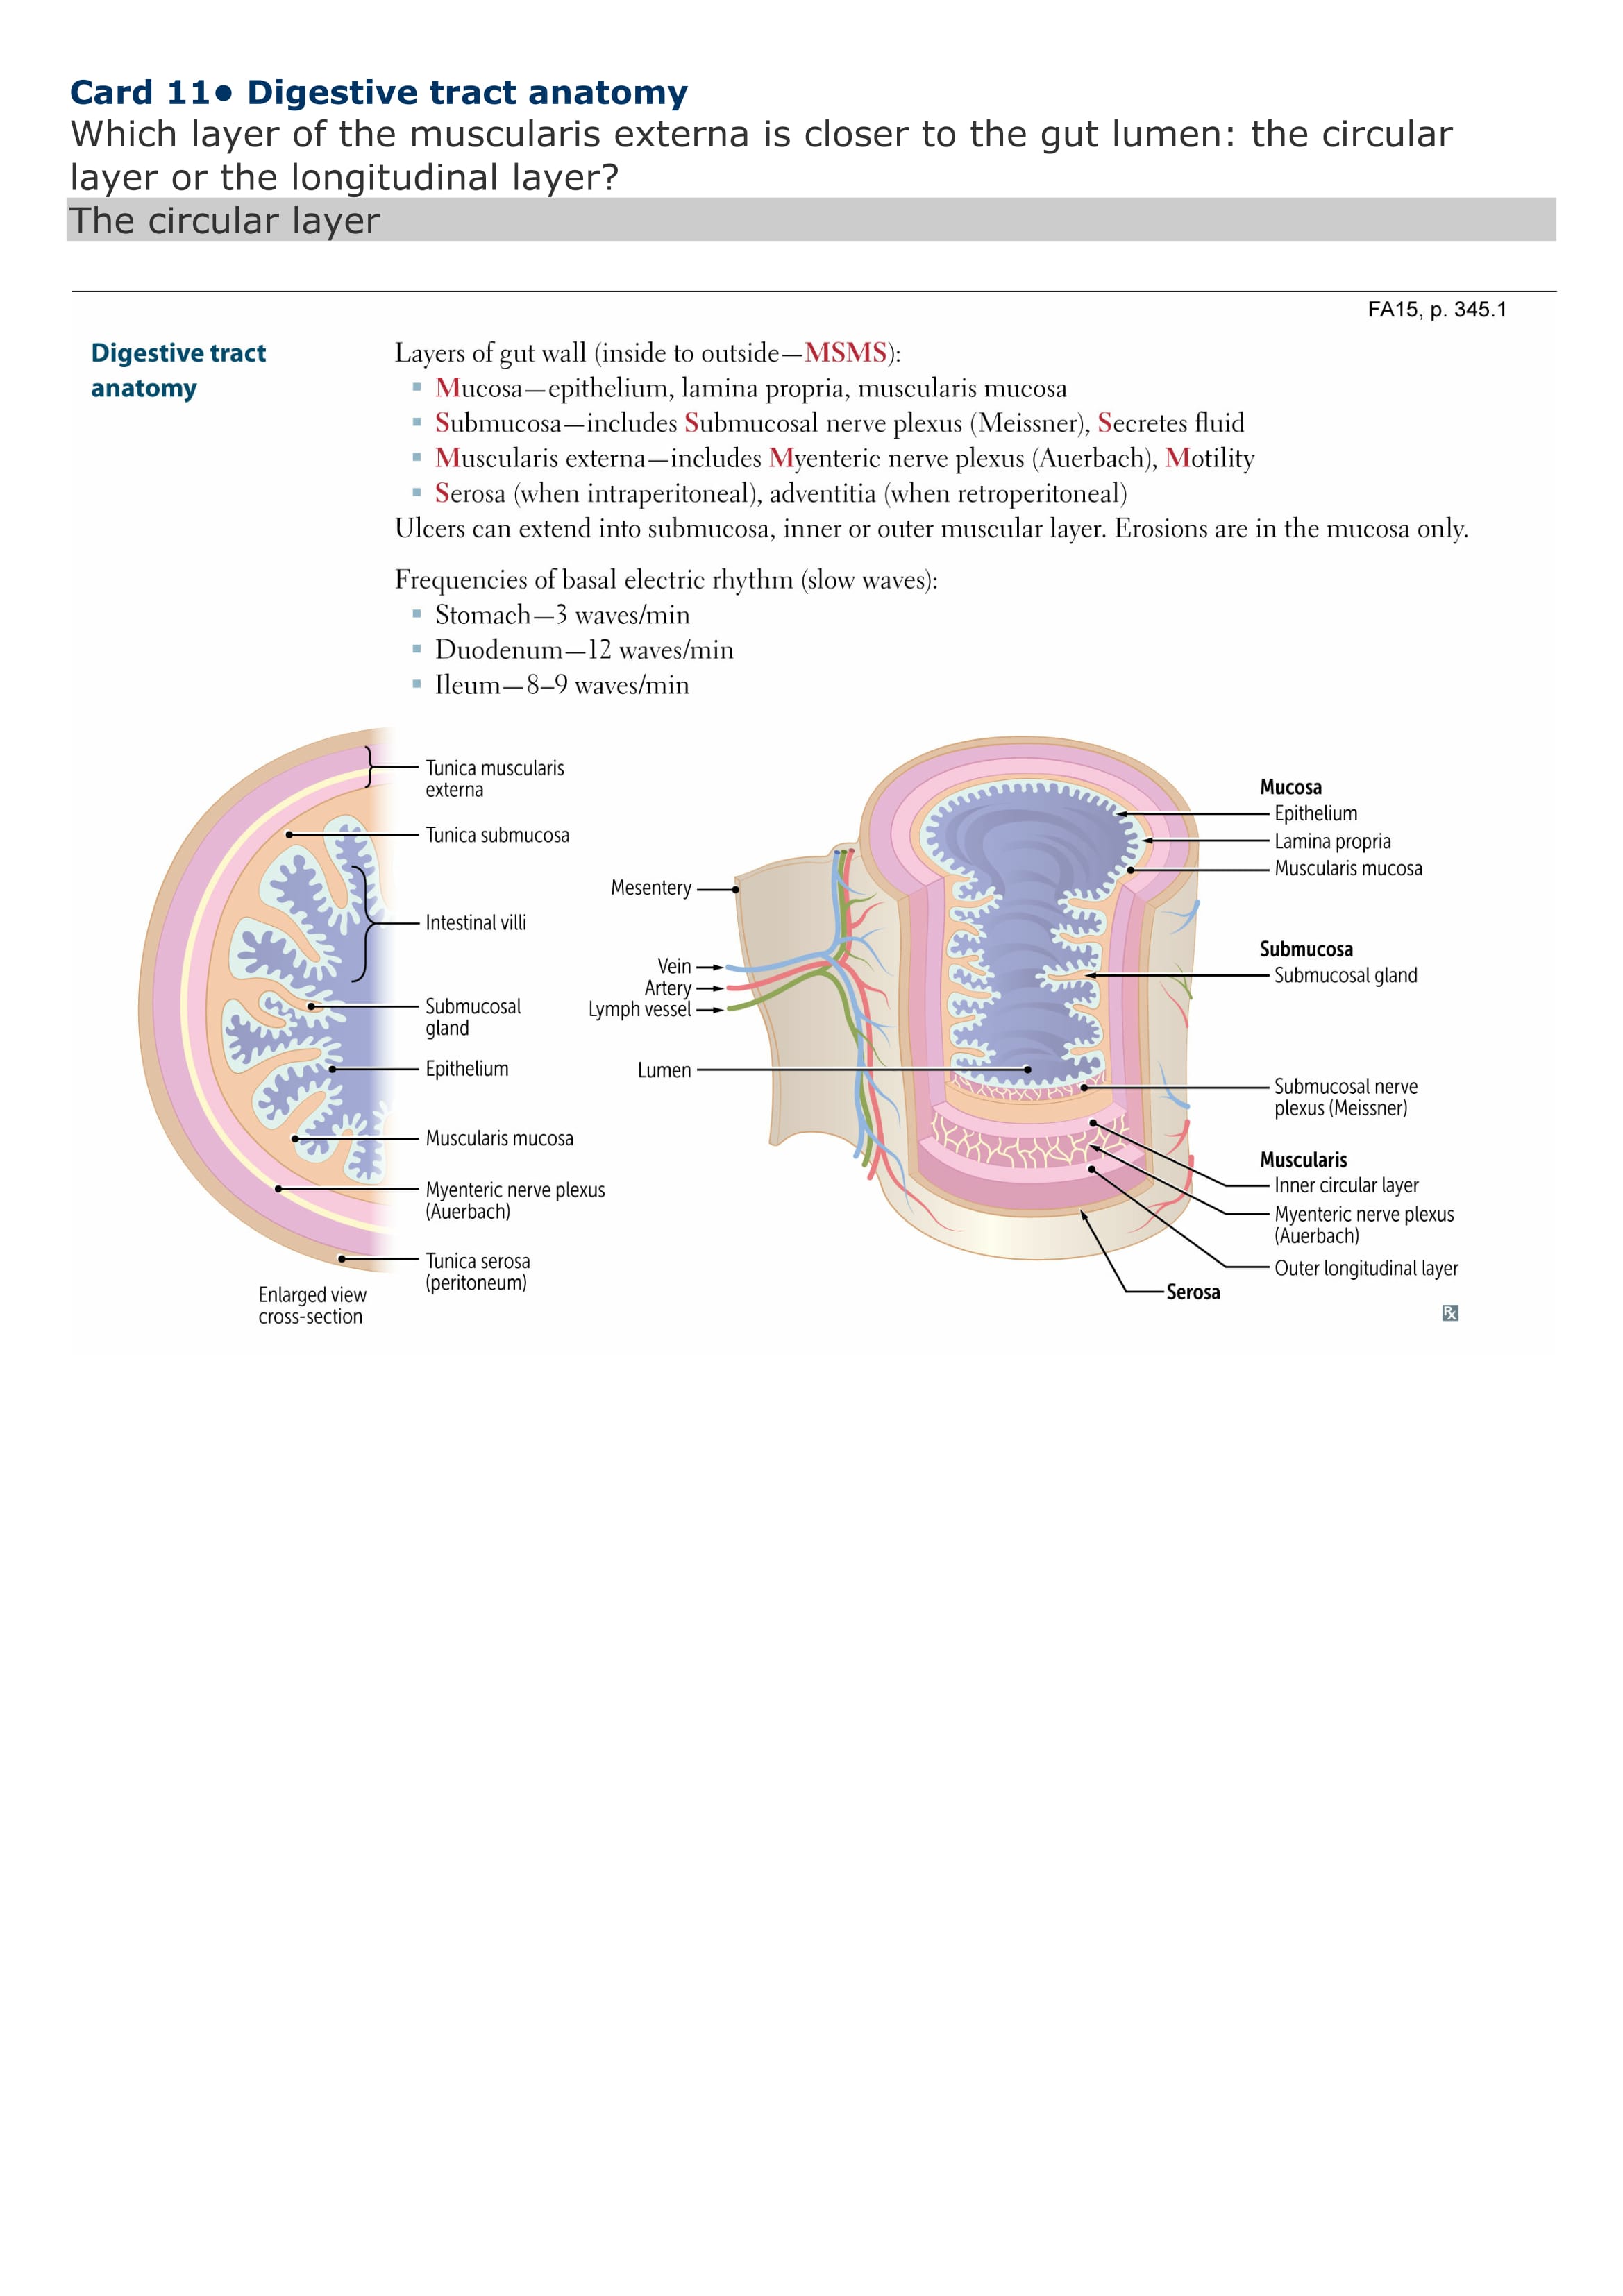 Card 11• Digestive tract anatomy
Which layer of the muscularis externa is closer to the gut lumen: the circular
layer or the longitudinal layer?
The circular layer
FA15, p. 345.1
Digestive tract
anatomy
Layers of gut wall (inside to outside—MSMS):
▪ Mucosa—epithelium, lamina propria, muscularis mucosa
▪ Submucosa—includes Submucosal nerve plexus (Meissner), Secretes fluid
▪ Muscularis externa—includes Myenteric nerve plexus (Auerbach), Motility
▪ Serosa (when intraperitoneal), adventitia (when retroperitoneal)
Ulcers can extend into submucosa, inner or outer muscular layer. Erosions are in the mucosa only.
Frequencies of basal electric rhythm (slow waves):
▪ Stomach—3 waves/min
▪ Duodenum—12 waves/min
▪ Ileum—8–9 waves/min
Tunica muscularis
externa
Tunica submucosa
Intestinal villi
Submucosal
gland
Epithelium
Muscularis mucosa
Myenteric nerve plexus
(Auerbach)
Tunica serosa
(peritoneum)
Enlarged view
cross-section
Mesentery
Vein
Artery
Lymph vessel
Lumen
Mucosa
Epithelium
Lamina propria
Muscularis mucosa
Submucosa
Submucosal gland
Submucosal nerve
plexus (Meissner)
Muscularis
Inner circular layer
Myenteric nerve plexus
(Auerbach)
Outer longitudinal layer
Serosa
Rx